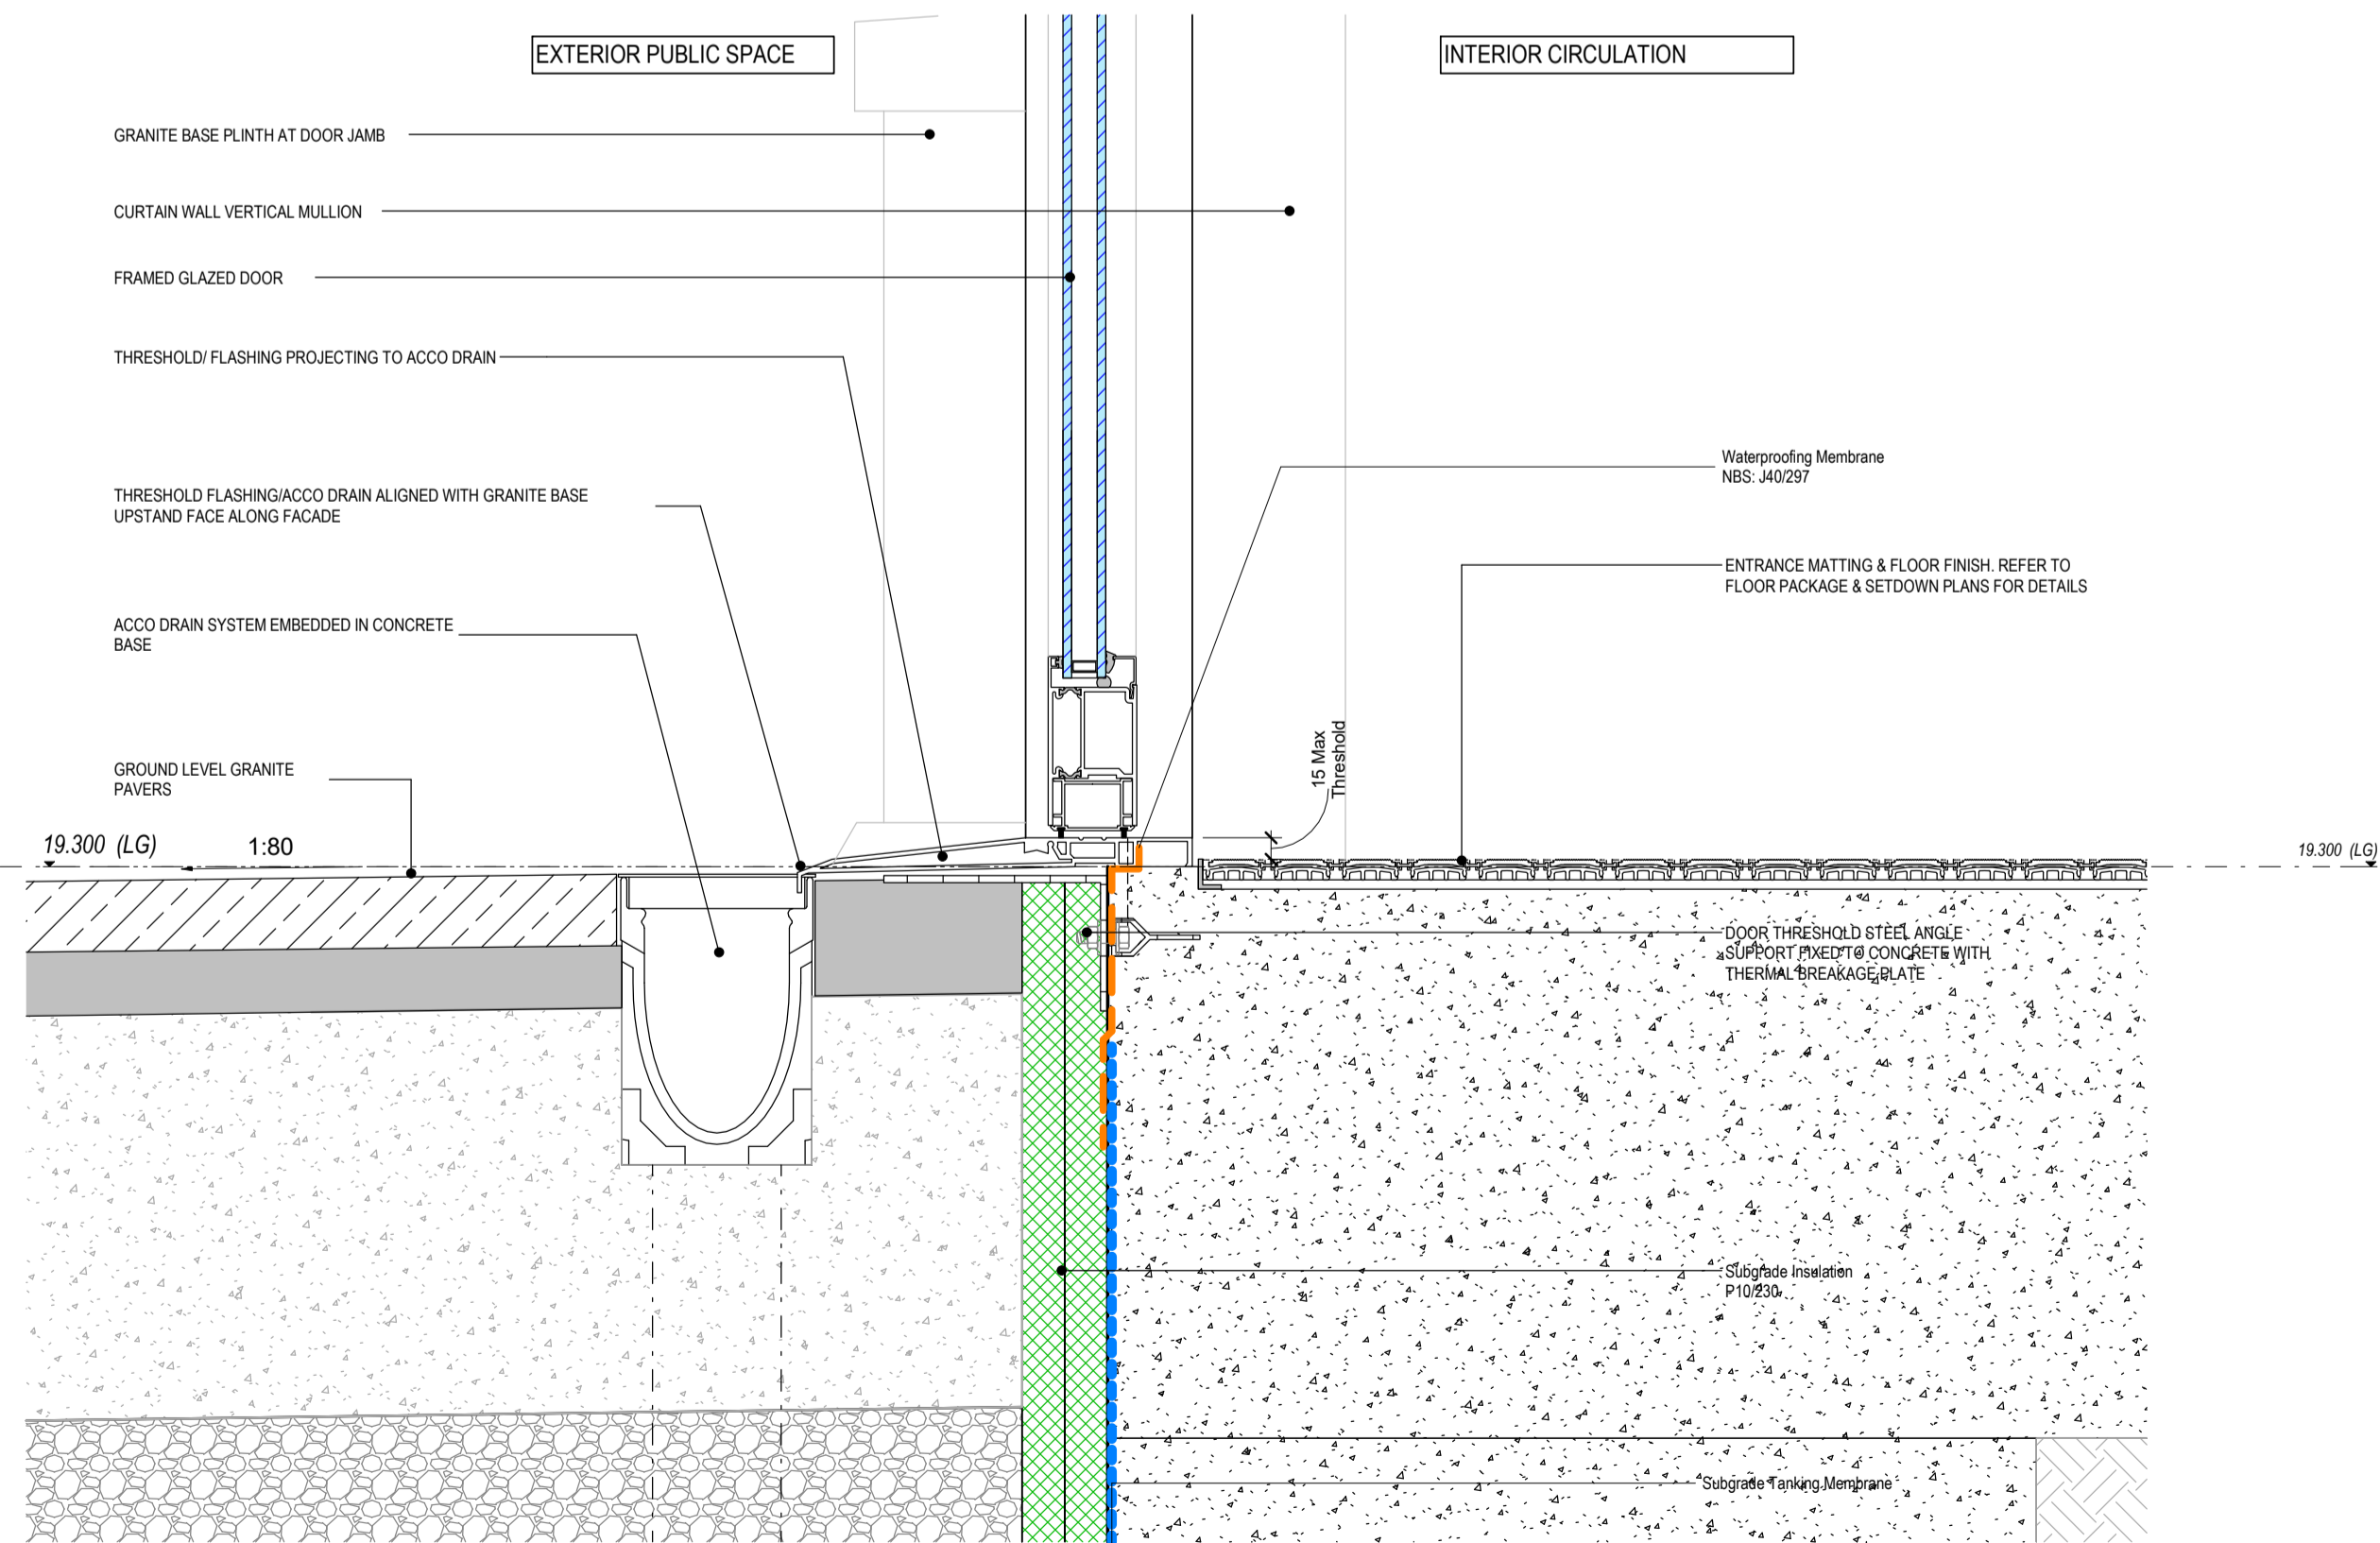 EXTERIOR PUBLIC SPACE
INTERIOR CIRCULATION
GRANITE BASE PLINTH AT DOOR JAMB
CURTAIN WALL VERTICAL MULLION
FRAMED GLAZED DOOR
THRESHOLD/ FLASHING PROJECTING TO ACCO DRAIN
THRESHOLD FLASHING/ACCO DRAIN ALIGNED WITH GRANITE BASE
UPSTAND FACE ALONG FACADE
ACCO DRAIN SYSTEM EMBEDDED IN CONCRETE
BASE
GROUND LEVEL GRANITE
PAVERS
19.300 (LG)
1:80
15 Max
Threshold
Waterproofing Membrane
NBS: J40/297
ENTRANCE MATTING & FLOOR FINISH. REFER TO
FLOOR PACKAGE & SETDOWN PLANS FOR DETAILS
19.300 (LG)
DOOR THRESHOLD STEEL ANGLE
SUPPORT FIXED TO CONCRETE WITH
THERMAL BREAKAGE PLATE
Subgrade Insulation
P10/230
Subgrade Tanking Membrane